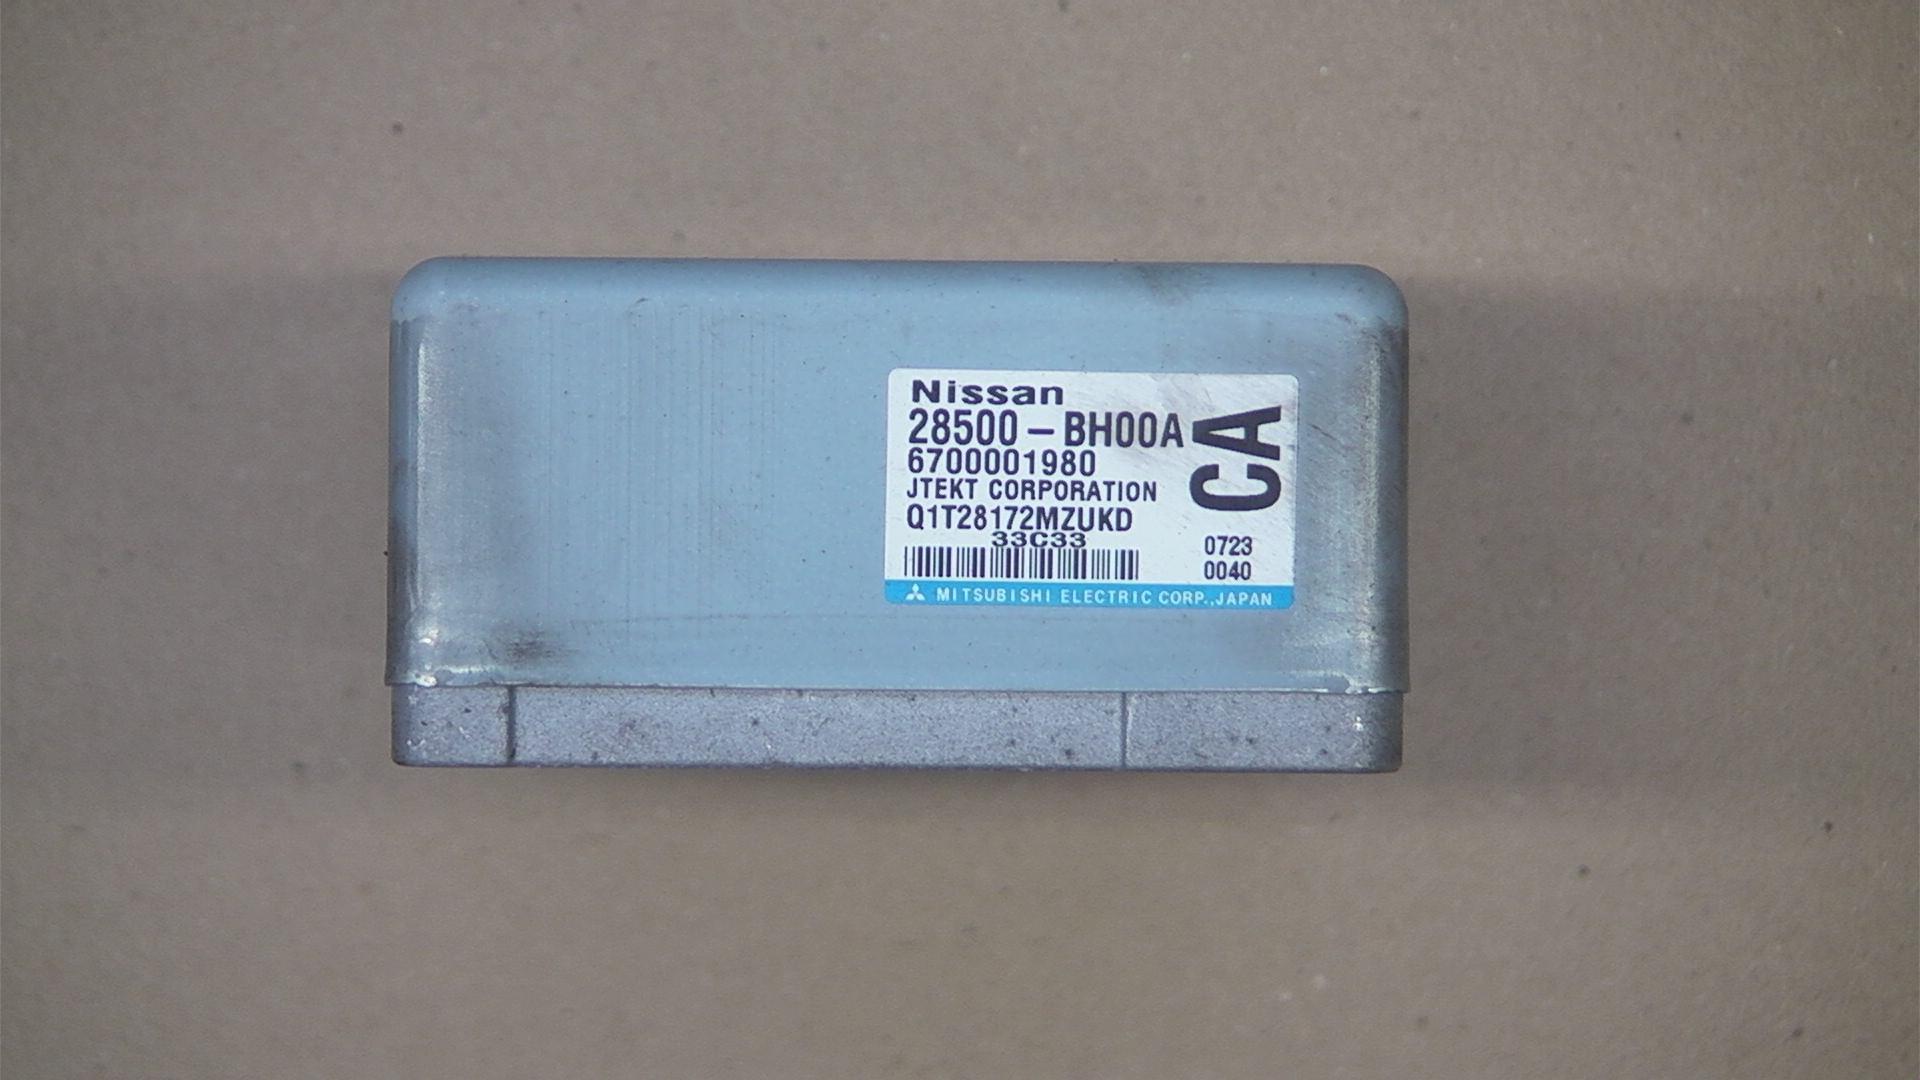 Nissan
28500-BH00A
CA
6700001980
JTEKT CORPORATION
Q1T28172MZUKD
33C33
0723
0040
MITSUBISHI ELECTRIC CORP.,JAPAN